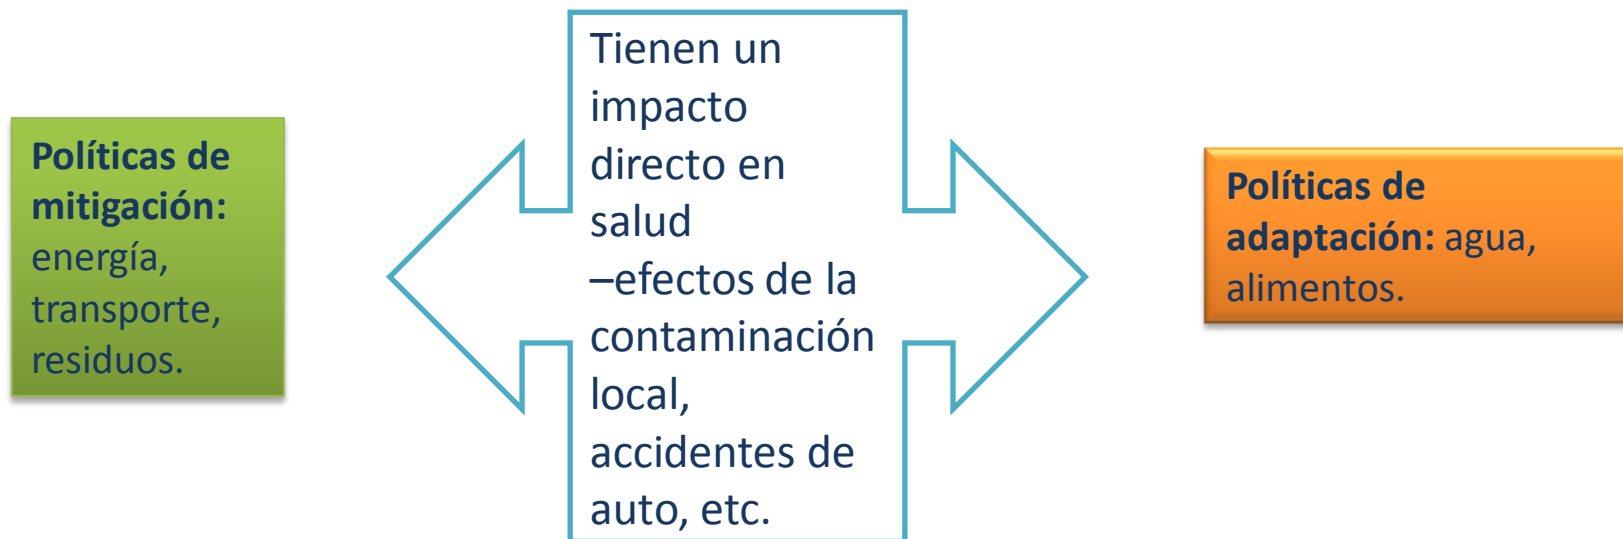 Políticas de
mitigación:
energía,
transporte,
residuos.
Tienen un
impacto
directo en
salud
–efectos de la
contaminación
local,
accidentes de
auto, etc.
Políticas de
adaptación: agua,
alimentos.